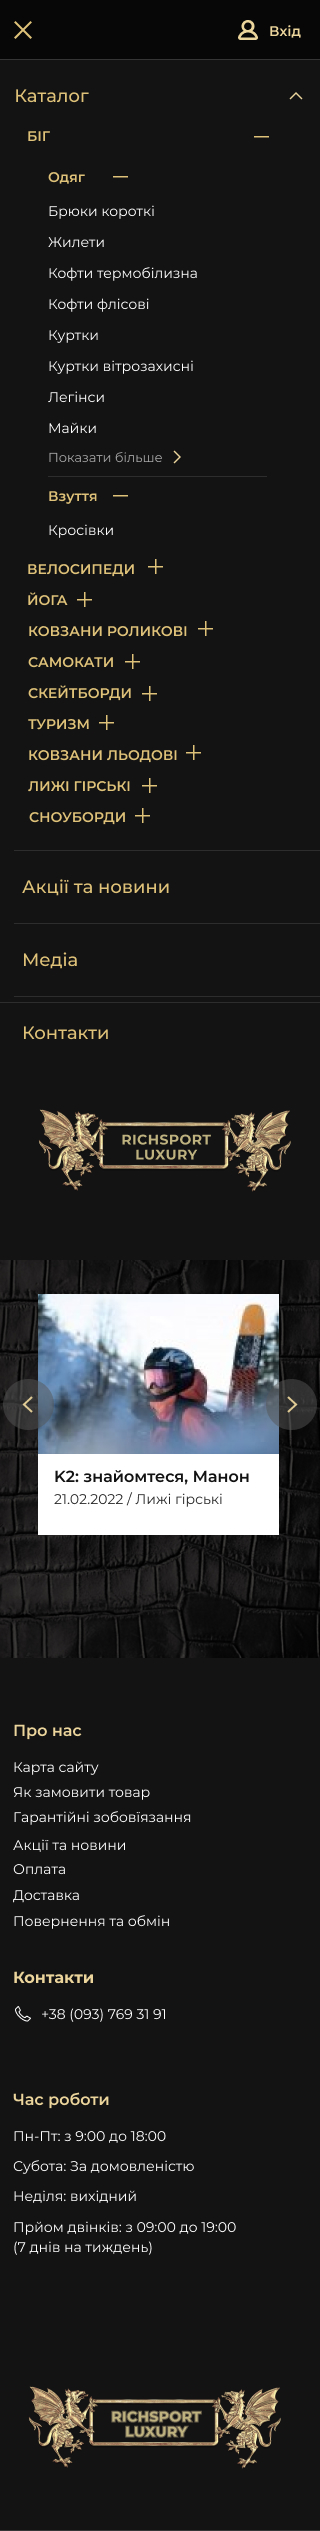 Вхід
Каталог
БІГ
Одяг
Брюки короткі
Жилети
Кофти термобілизна
Кофти флісові
Куртки
Куртки вітрозахисні
Легінси
Майки
Показати більше
Взуття
Кросівки
ВЕЛОСИПЕДИ
ЙОГА
КОВЗАНИ РОЛИКОВІ
САМОКАТИ
СКЕЙТБОРДИ
ТУРИЗМ
КОВЗАНИ ЛЬОДОВІ
ЛИЖІ ГІРСЬКІ
СНОУБОРДИ
Акції та новини
Медіа
Контакти
RICHSPORT
LUXURY
К2: знайомтеся, Манон
21.02.2022 / Лижі гірські
Про нас
Карта сайту
Як замовити товар
Гарантійні зобовіязання
Акції та новини
Оплата
Доставка
Повернення та обмін
Контакти
+38 (093) 769 31 91
Час роботи
Пн-Пт: з 9:00 до 18:00
Субота: За домовленістю
Неділя: вихідний
Прйом двінків: з 09:00 до 19:00
(7 днів на тиждень)
RICHSPORT
LUXURY